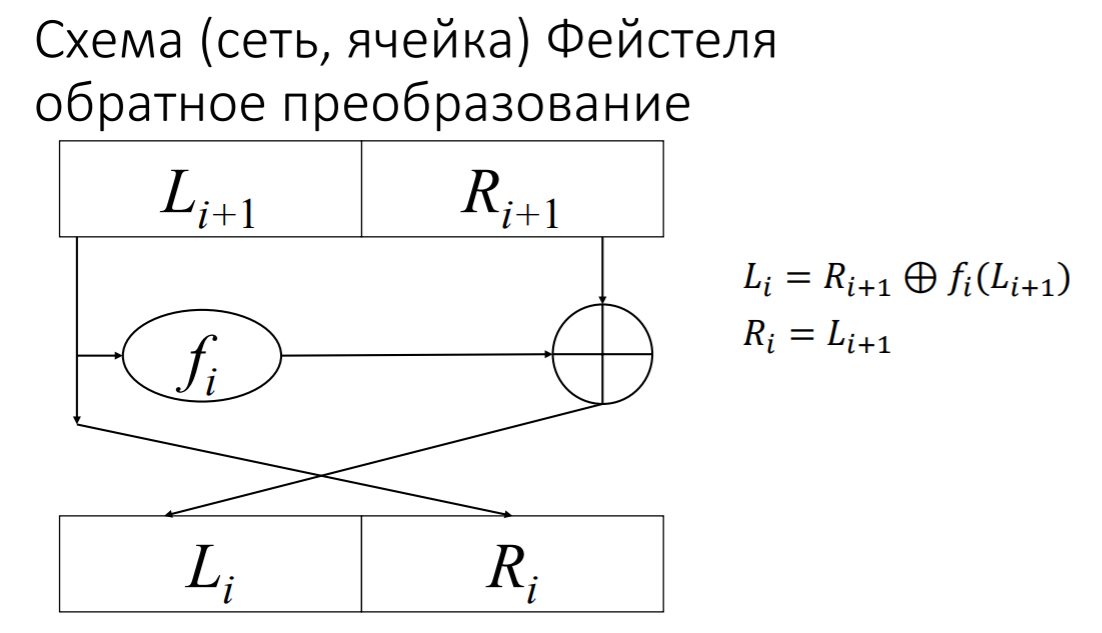 Схема (сеть, ячейка) Фейстеля
обратное преобразование
L_{i+1} R_{i+1}
L_i = R_{i+1} ⊕ f_i(L_{i+1})
R_i = L_{i+1}
f_i
L_i R_i